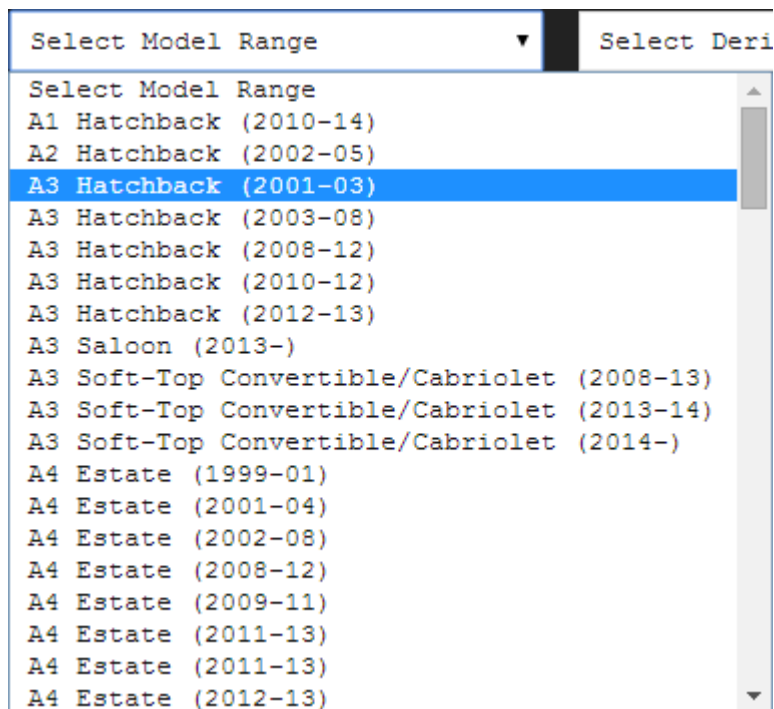 Select Model Range ▼ Select Deri
Select Model Range
A1 Hatchback (2010-14)
A2 Hatchback (2002-05)
A3 Hatchback (2001-03)
A3 Hatchback (2003-08)
A3 Hatchback (2008-12)
A3 Hatchback (2010-12)
A3 Hatchback (2012-13)
A3 Saloon (2013-)
A3 Soft-Top Convertible/Cabriolet (2008-13)
A3 Soft-Top Convertible/Cabriolet (2013-14)
A3 Soft-Top Convertible/Cabriolet (2014-)
A4 Estate (1999-01)
A4 Estate (2001-04)
A4 Estate (2002-08)
A4 Estate (2008-12)
A4 Estate (2009-11)
A4 Estate (2011-13)
A4 Estate (2011-13)
A4 Estate (2012-13)